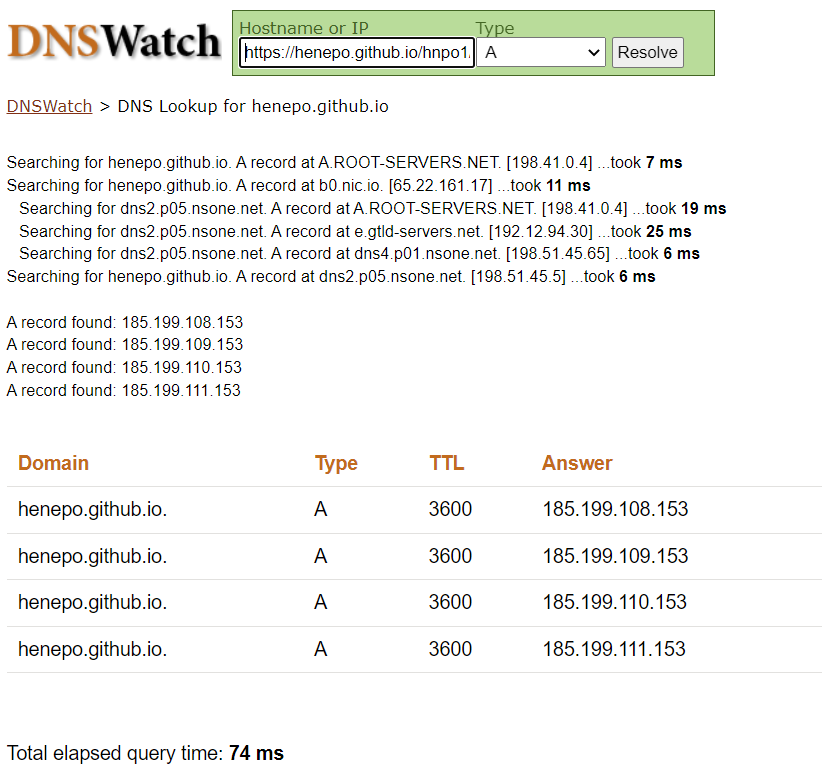 DNSWatch
Hostname or IP Type
https://henepo.github.io/hnpo1. A Resolve
DNSWatch > DNS Lookup for henepo.github.io
Searching for henepo.github.io. A record at A.ROOT-SERVERS.NET. [198.41.0.4] ...took 7 ms
Searching for henepo.github.io. A record at b0.nic.io. [65.22.161.17] ...took 11 ms
Searching for dns2.p05.nsone.net. A record at A.ROOT-SERVERS.NET. [198.41.0.4] ...took 19 ms
Searching for dns2.p05.nsone.net. A record at e.gtld-servers.net. [192.12.94.30] ...took 25 ms
Searching for dns2.p05.nsone.net. A record at dns4.p01.nsone.net. [198.51.45.65] ...took 6 ms
Searching for henepo.github.io. A record at dns2.p05.nsone.net. [198.51.45.5] ...took 6 ms
A record found: 185.199.108.153
A record found: 185.199.109.153
A record found: 185.199.110.153
A record found: 185.199.111.153
Domain Type TTL Answer
henepo.github.io. A 3600 185.199.108.153
henepo.github.io. A 3600 185.199.109.153
henepo.github.io. A 3600 185.199.110.153
henepo.github.io. A 3600 185.199.111.153
Total elapsed query time: 74 ms